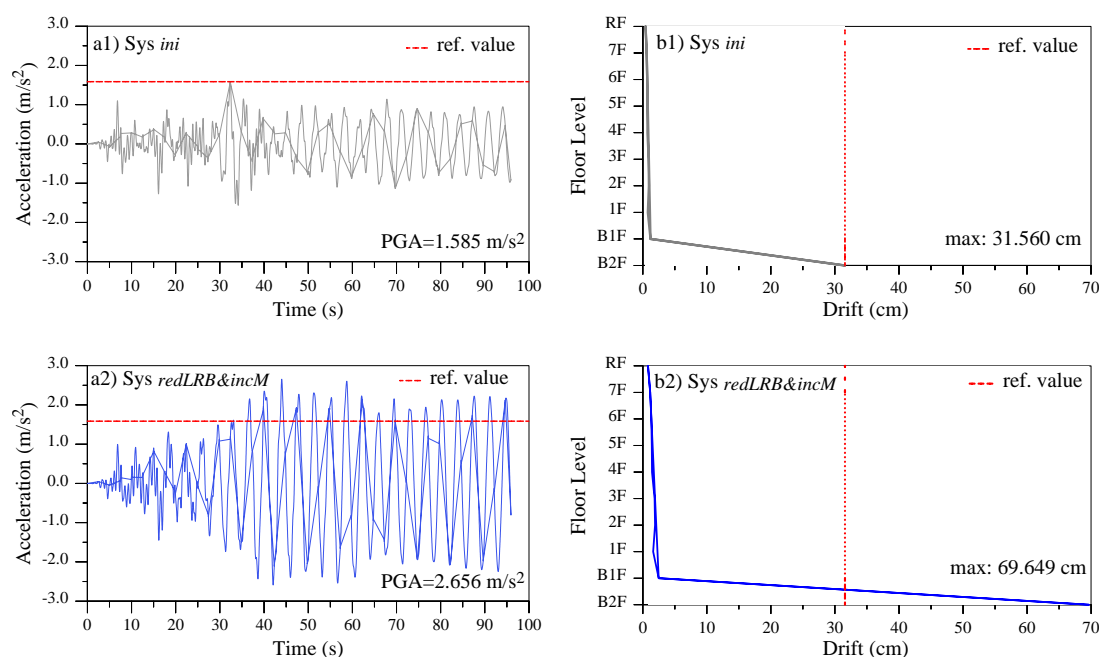 a1) Sys ini
ref. value
3.0
2.0
1.0
0.0
-1.0
-2.0
-3.0
Acceleration (m/s²)
PGA=1.585 m/s²
0 10 20 30 40 50 60 70 80 90 100
Time (s)
b1) Sys ini
ref. value
RF
7F
6F
5F
4F
3F
2F
1F
B1F
B2F
Floor Level
max: 31.560 cm
0 10 20 30 40 50 60 70
Drift (cm)
a2) Sys redLRB&incM
ref. value
3.0
2.0
1.0
0.0
-1.0
-2.0
-3.0
Acceleration (m/s²)
PGA=2.656 m/s²
0 10 20 30 40 50 60 70 80 90 100
Time (s)
b2) Sys redLRB&incM
ref. value
RF
7F
6F
5F
4F
3F
2F
1F
B1F
B2F
Floor Level
max: 69.649 cm
0 10 20 30 40 50 60 70
Drift (cm)